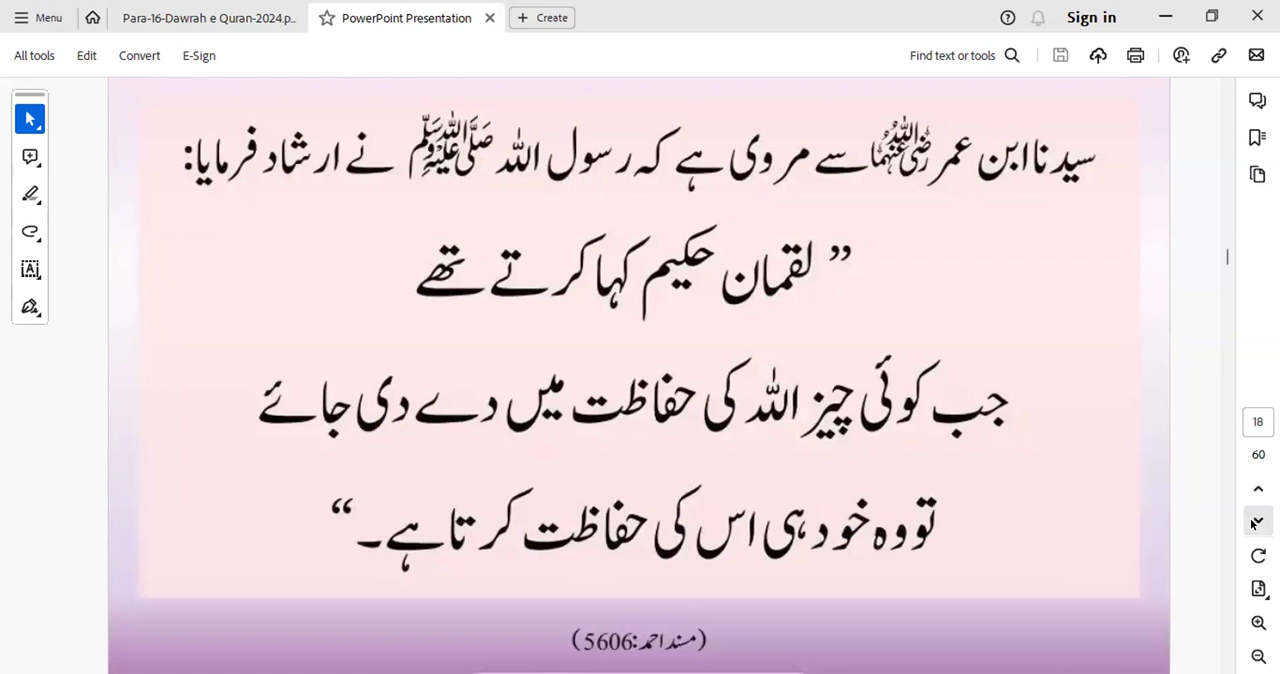 Menu
Para-16-Dawrah e Quran-2024.p...
PowerPoint Presentation
Create
Sign in
All tools
Edit
Convert
E-Sign
Find text or tools
سیدنا ابن عمر رضی اللہ عنہما سے مروی ہے کہ رسول اللہ ﷺ نے ارشاد فرمایا:
” لقمان حکیم کہا کرتے تھے
جب کوئی چیز اللہ کی حفاظت میں دے دی جائے
تو وہ خود ہی اس کی حفاظت کرتا ہے۔“
(مسند احمد:5606)
18
60